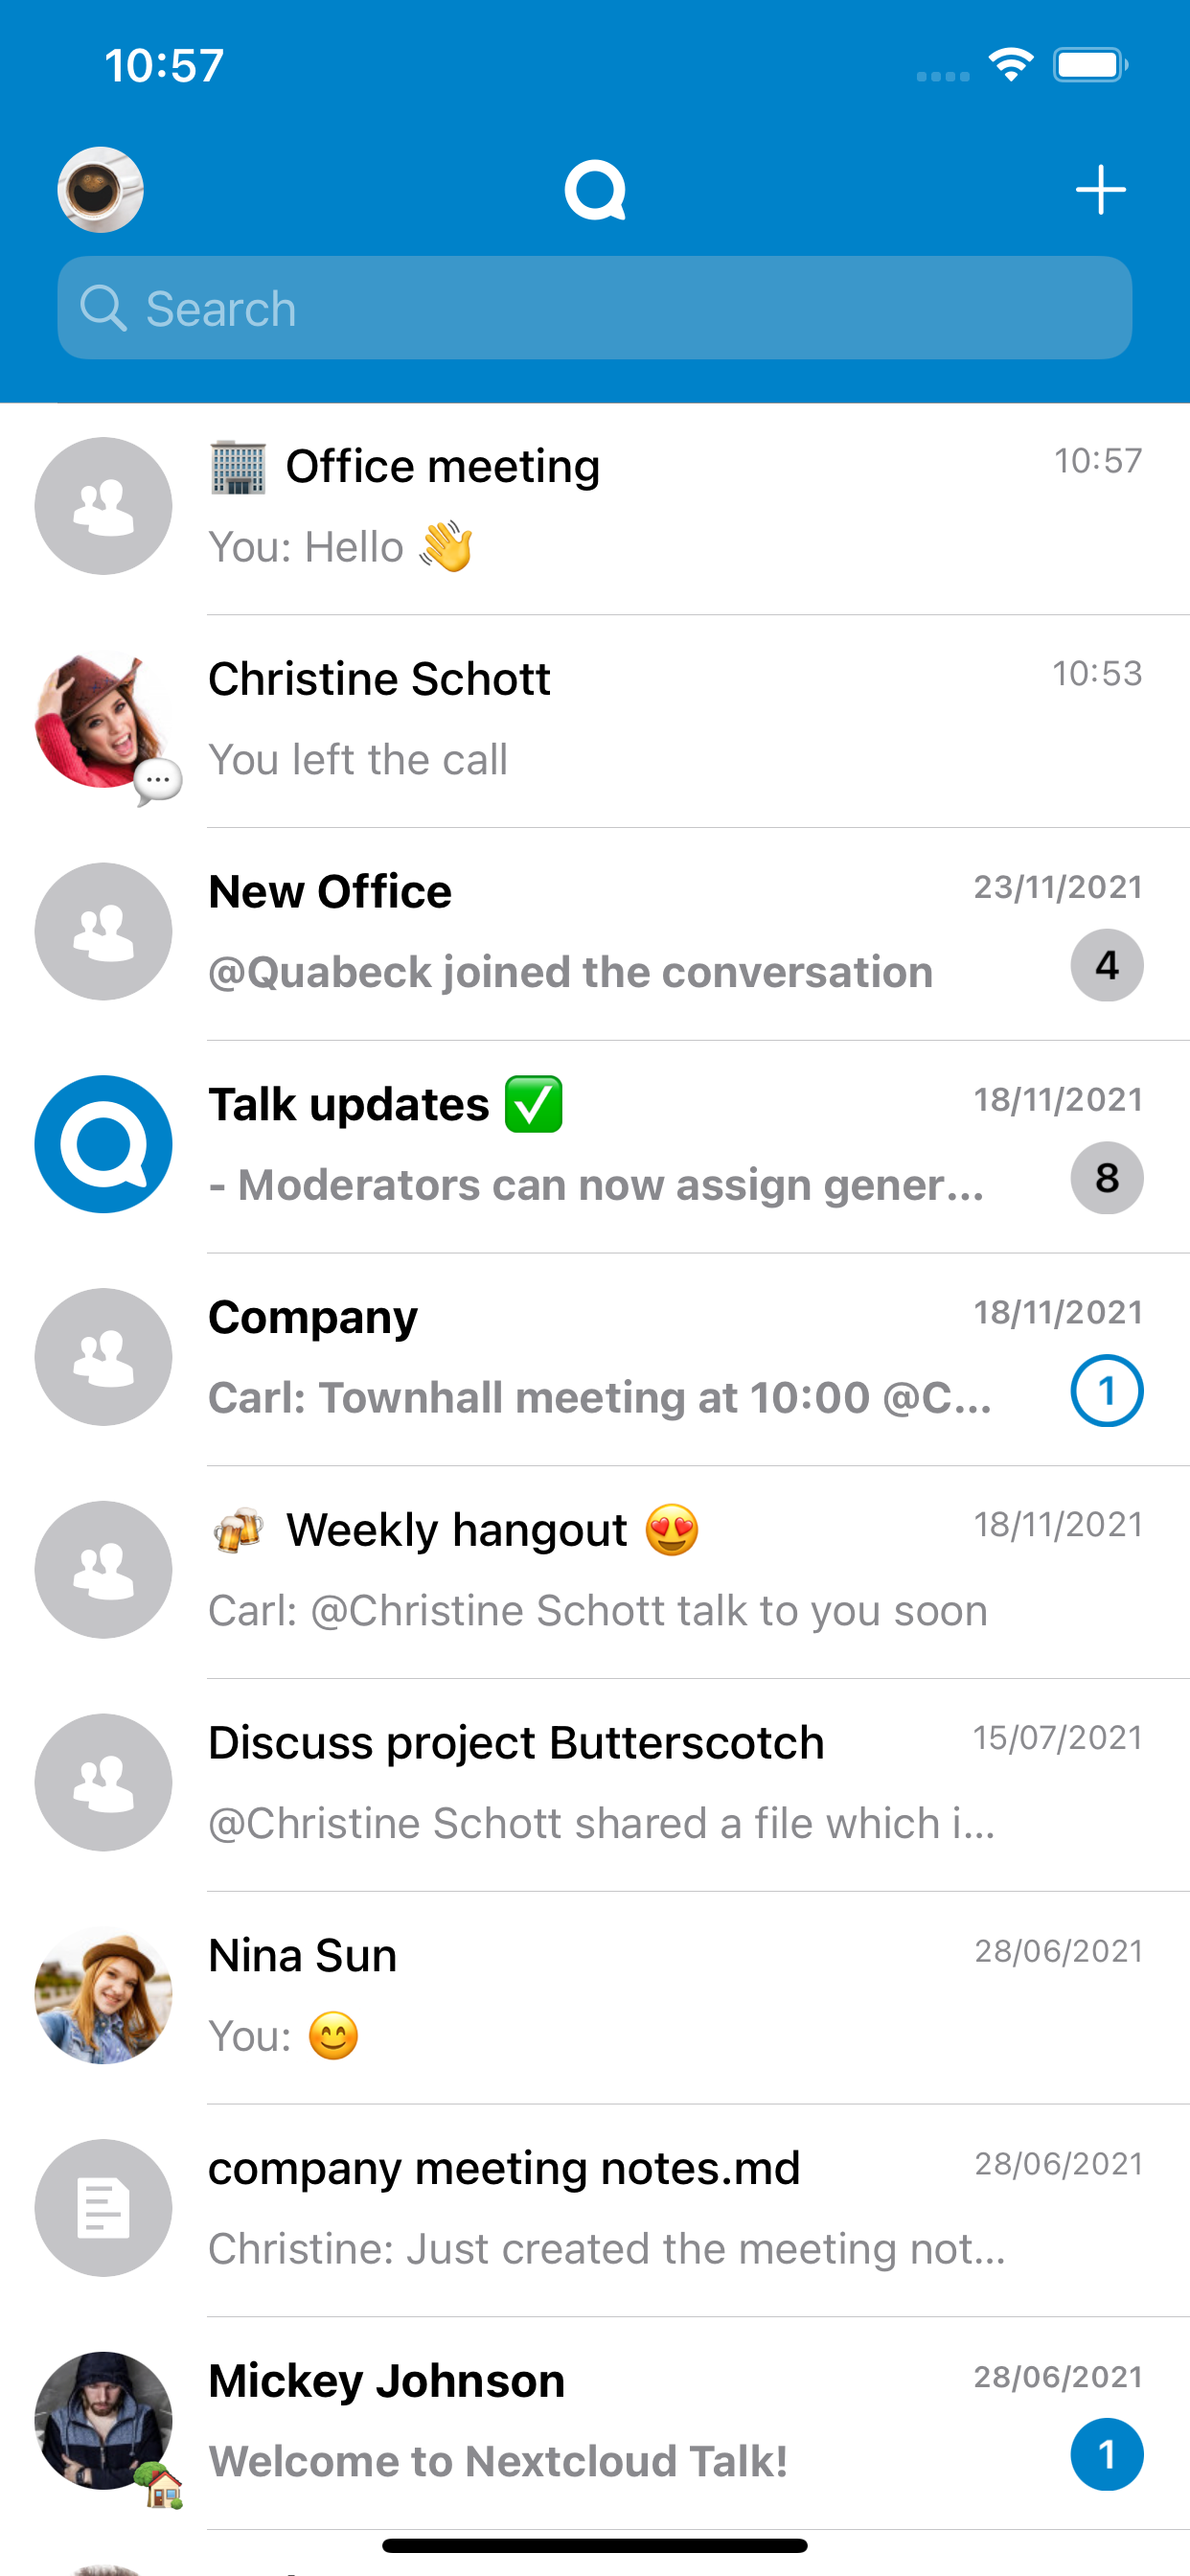 10:57
Search
🏢 Office meeting 10:57
You: Hello 👋
Christine Schott 10:53
You left the call
New Office 23/11/2021
@Quabeck joined the conversation 4
Talk updates ✅ 18/11/2021
- Moderators can now assign gener... 8
Company 18/11/2021
Carl: Townhall meeting at 10:00 @C... 1
🍻 Weekly hangout 😍 18/11/2021
Carl: @Christine Schott talk to you soon
Discuss project Butterscotch 15/07/2021
@Christine Schott shared a file which i...
Nina Sun 28/06/2021
You: 😊
company meeting notes.md 28/06/2021
Christine: Just created the meeting not...
Mickey Johnson 28/06/2021
Welcome to Nextcloud Talk! 1